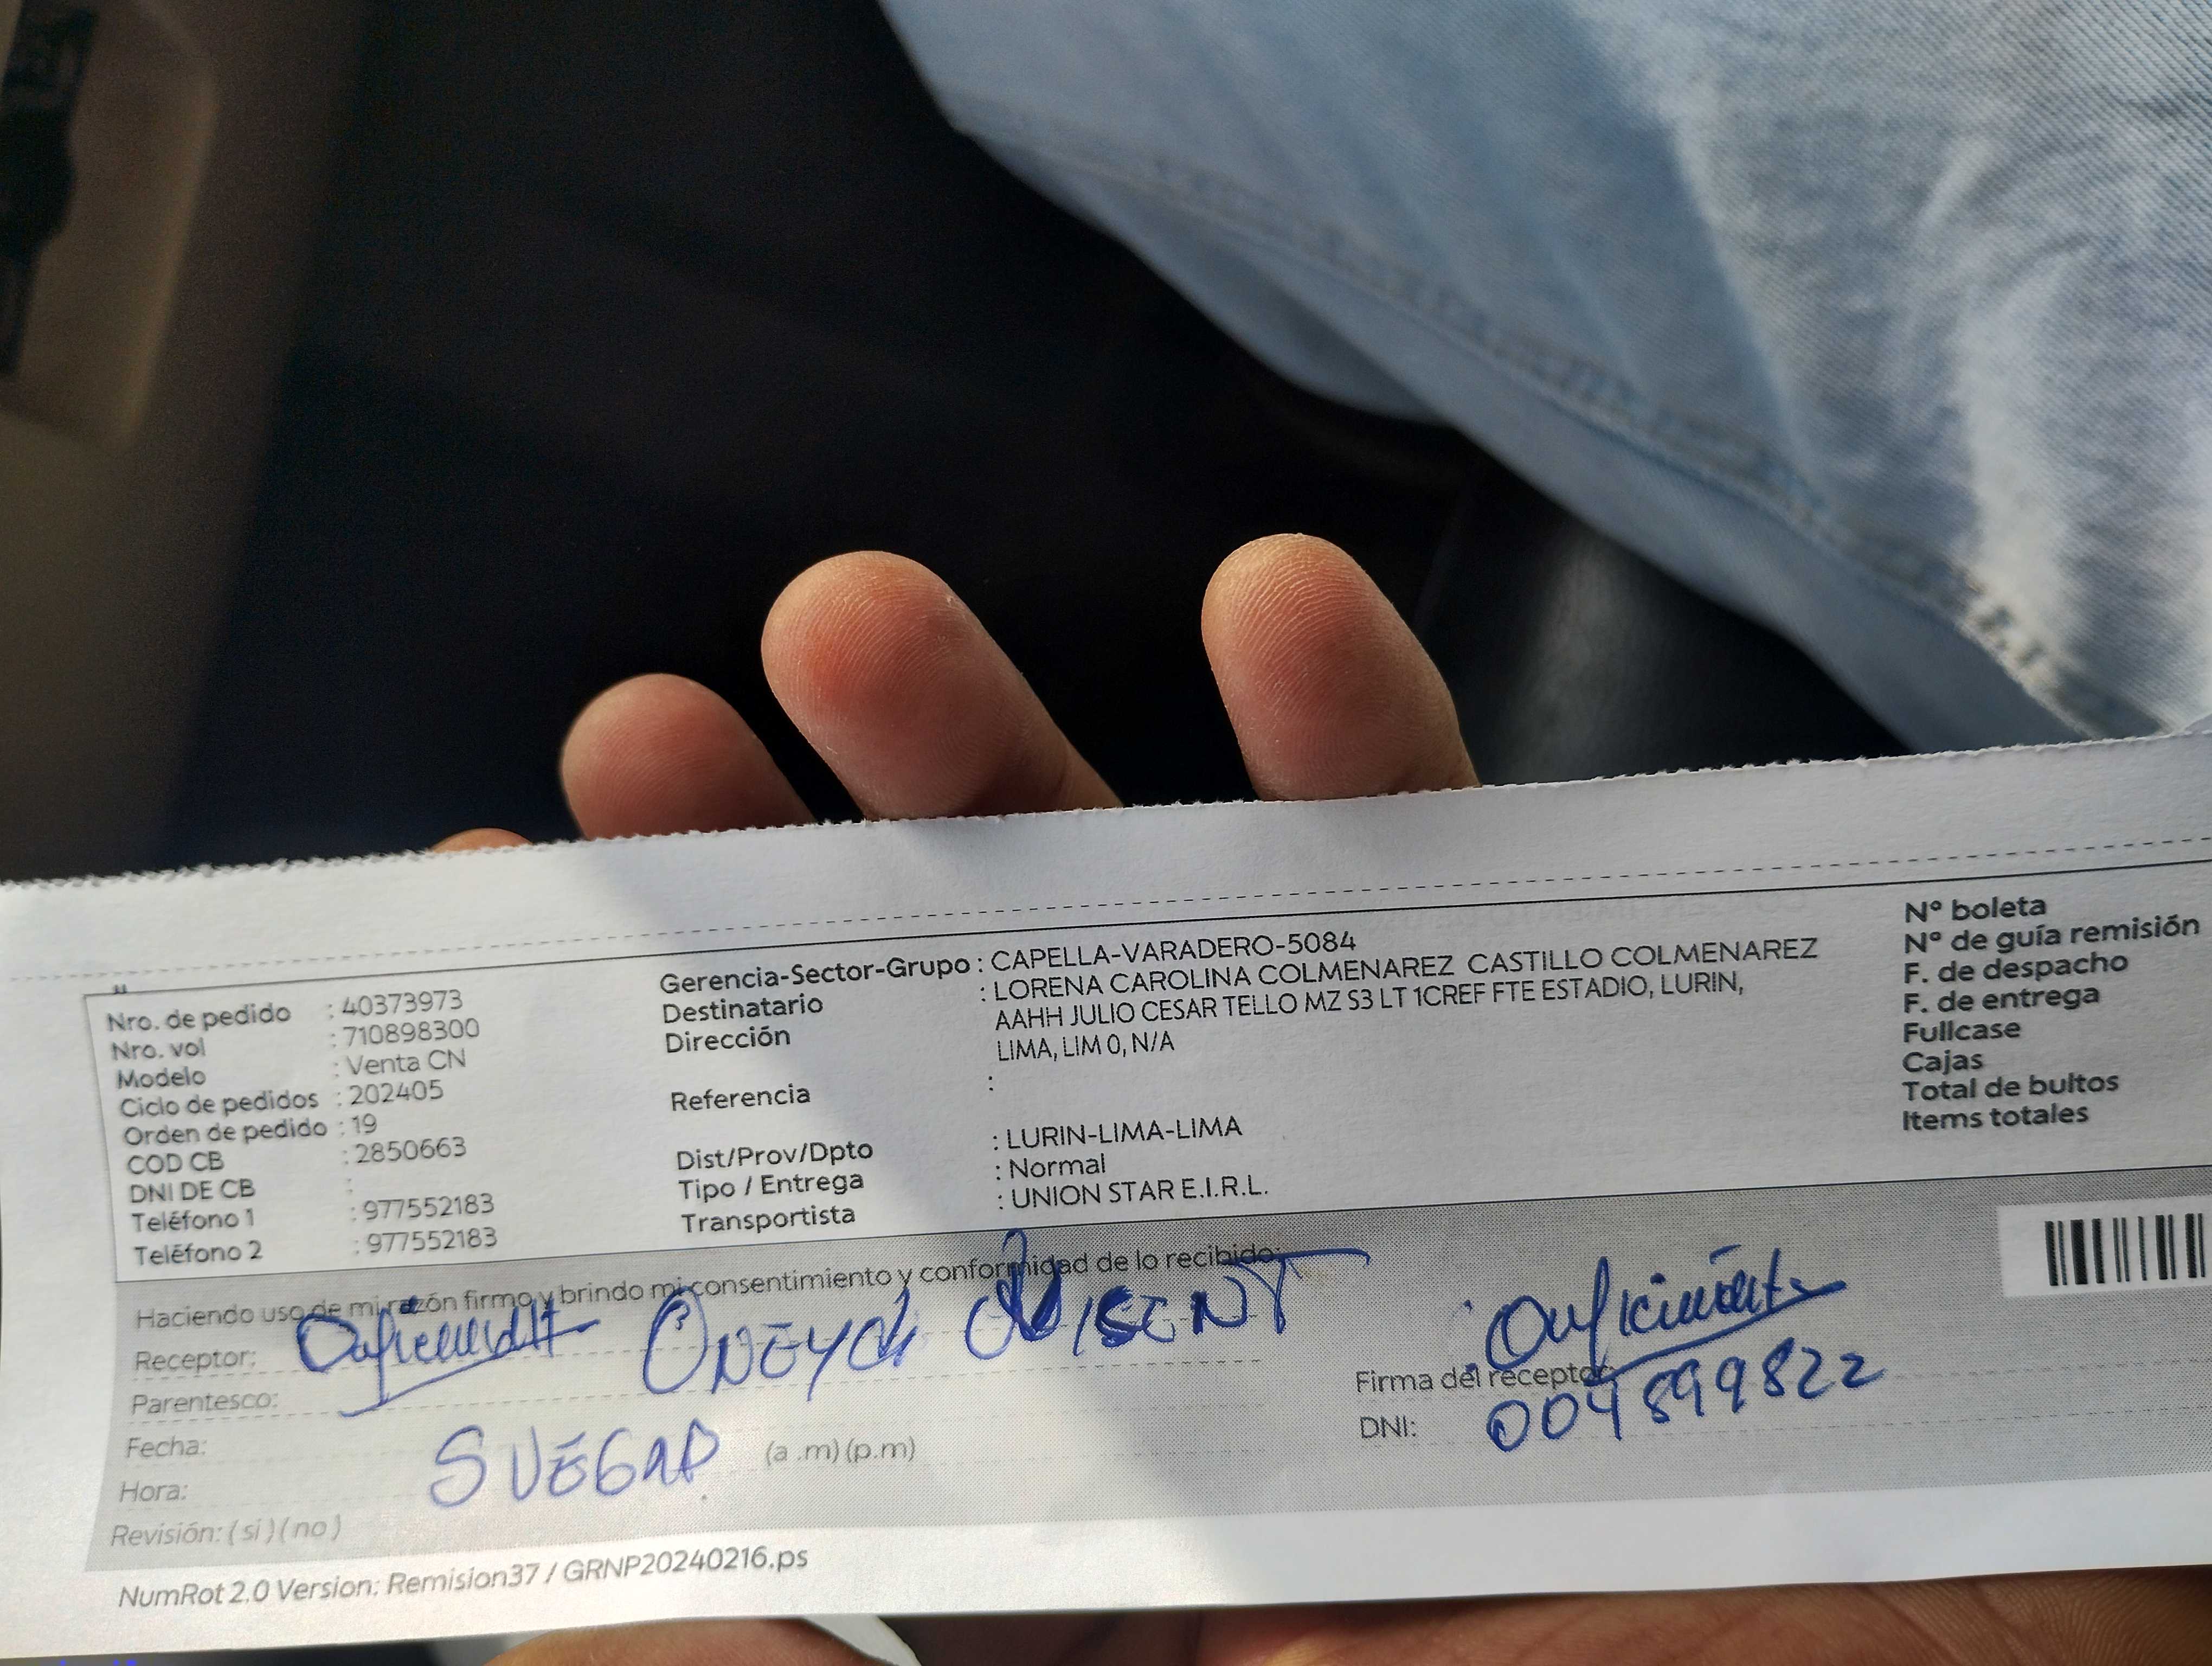 Nro. de pedido : 40373973
Nro. vol : 710898300
Modelo : Venta CN
Ciclo de pedidos : 202405
Orden de pedido : 19
COD CB : 2850663
DNI DE CB :
Teléfono 1 : 977552183
Teléfono 2 : 977552183
Gerencia-Sector-Grupo : CAPELLA-VARADERO-5084
Destinatario : LORENA CAROLINA COLMENAREZ CASTILLO COLMENAREZ
Dirección AAHH JULIO CESAR TELLO MZ S3 LT 1CREF FTE ESTADIO, LURIN,
LIMA, LIM 0, N/A
Referencia :
Dist/Prov/Dpto : LURIN-LIMA-LIMA
Tipo / Entrega : Normal
Transportista : UNION STAR E.I.R.L.
Nº boleta
Nº de guía remisión
F. de despacho
F. de entrega
Fullcase
Cajas
Total de bultos
Items totales
Haciendo uso de mi razón firmo y brindo mi consentimiento y conformidad de lo recibido:
Receptor:
Parentesco:
Fecha:
Hora: (a .m) (p.m)
Revisión: ( si ) ( no )
Firma del receptor:
DNI: 004899822
NumRot 2.0 Version: Remision37 / GRNP20240216.ps